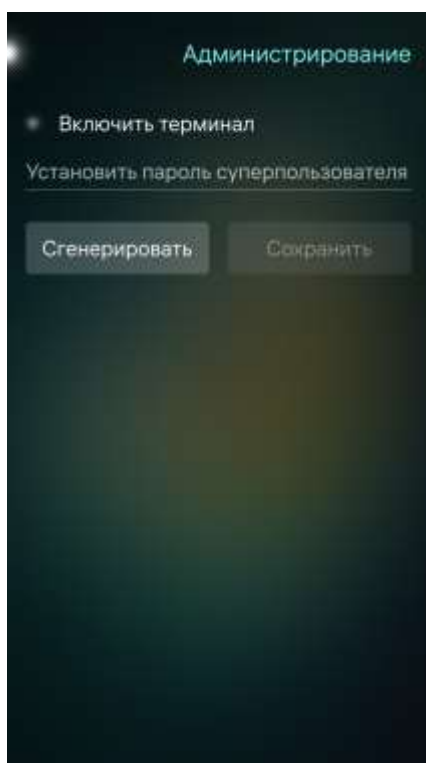 Администрирование
Включить терминал
Установить пароль суперпользователя
Сгенерировать
Сохранить